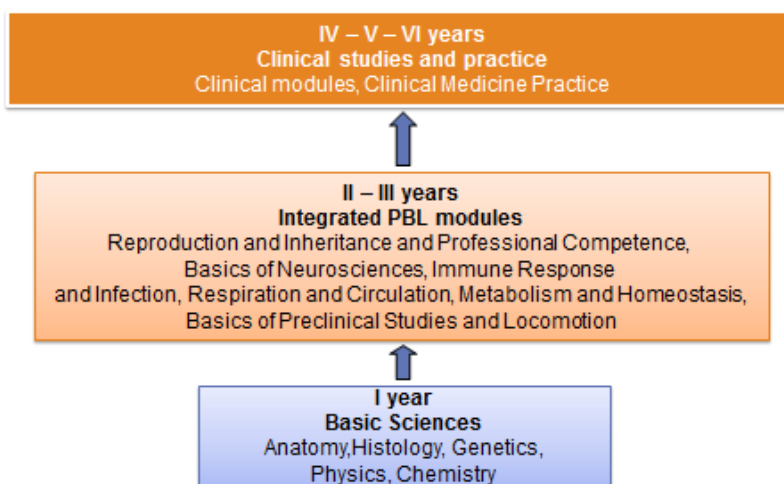 IV – V – VI years
Clinical studies and practice
Clinical modules, Clinical Medicine Practice
II – III years
Integrated PBL modules
Reproduction and Inheritance and Professional Competence,
Basics of Neurosciences, Immune Response
and Infection, Respiration and Circulation, Metabolism and Homeostasis,
Basics of Preclinical Studies and Locomotion
I year
Basic Sciences
Anatomy,Histology, Genetics,
Physics, Chemistry